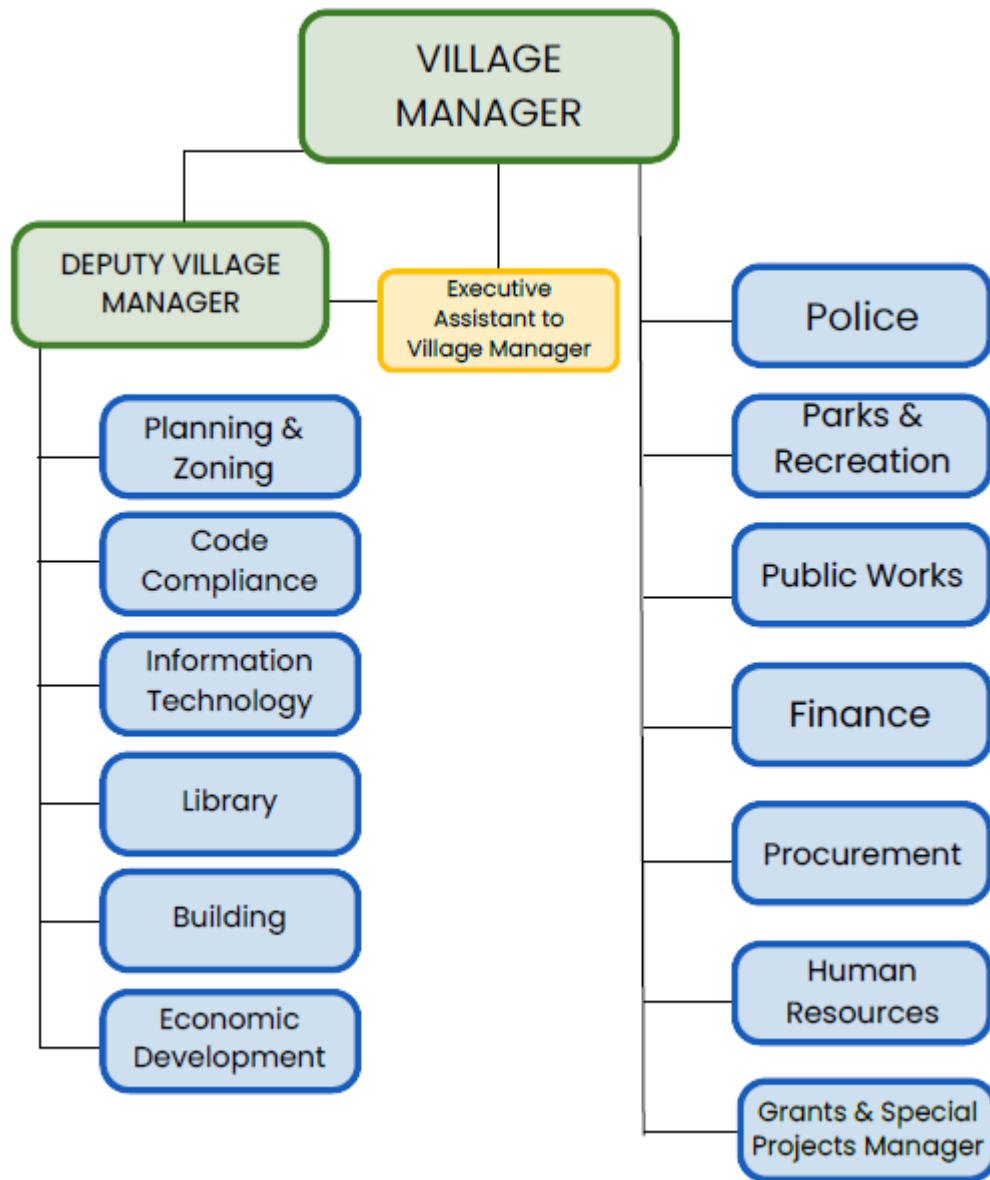 VILLAGE
MANAGER
DEPUTY VILLAGE
MANAGER
Executive
Assistant to
Village Manager
Planning &
Zoning
Code
Compliance
Information
Technology
Library
Building
Economic
Development
Police
Parks &
Recreation
Public Works
Finance
Procurement
Human
Resources
Grants & Special
Projects Manager